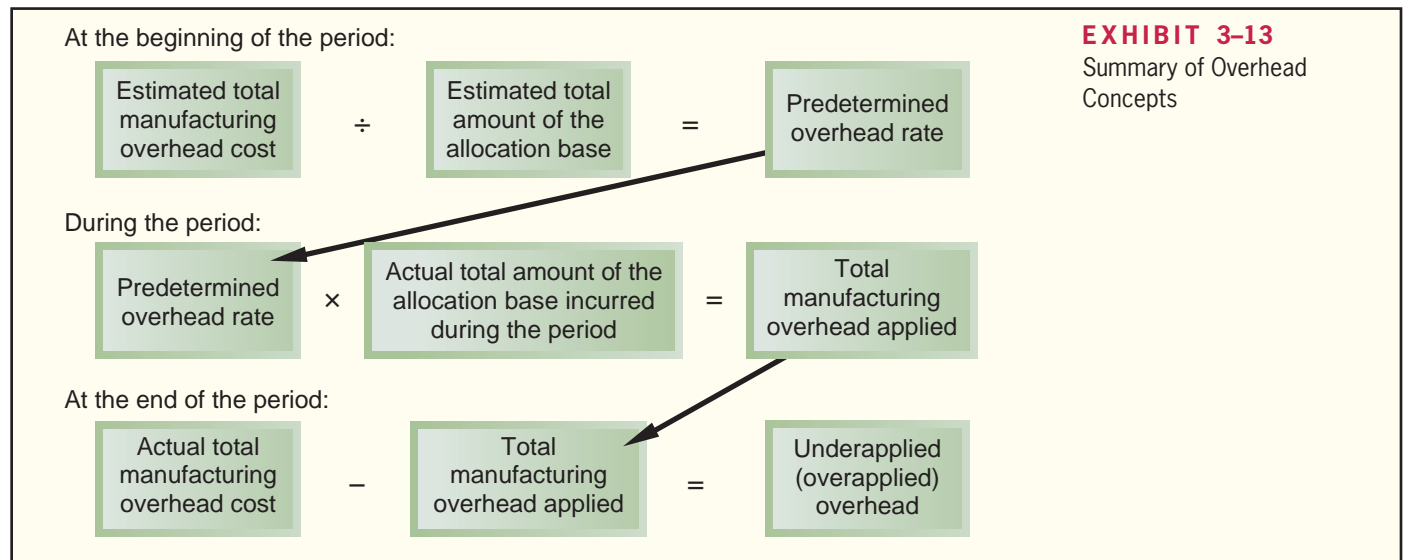 At the beginning of the period:
Estimated total
manufacturing
overhead cost
÷
Estimated total
amount of the
allocation base
=
Predetermined
overhead rate
During the period:
Predetermined
overhead rate
×
Actual total amount of the
allocation base incurred
during the period
=
Total
manufacturing
overhead applied
At the end of the period:
Actual total
manufacturing
overhead cost
–
Total
manufacturing
overhead applied
=
Underapplied
(overapplied)
overhead
EXHIBIT 3–13
Summary of Overhead
Concepts